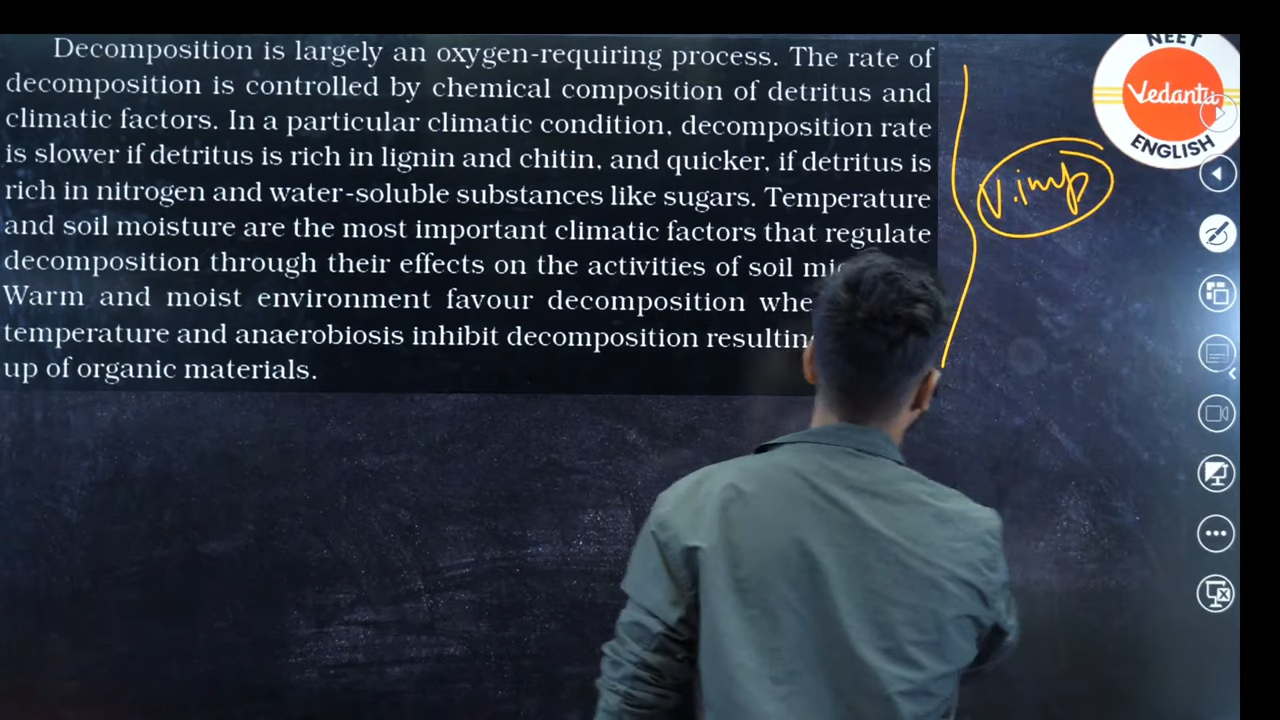 Decomposition is largely an oxygen-requiring process. The rate of
decomposition is controlled by chemical composition of detritus and
climatic factors. In a particular climatic condition, decomposition rate
is slower if detritus is rich in lignin and chitin, and quicker, if detritus is
rich in nitrogen and water-soluble substances like sugars. Temperature
and soil moisture are the most important climatic factors that regulate
decomposition through their effects on the activities of soil
Warm and moist environment favour decomposition
temperature and anaerobiosis inhibit decomposition
up of organic materials.
V.imp
NEET
Vedantu
ENGLISH